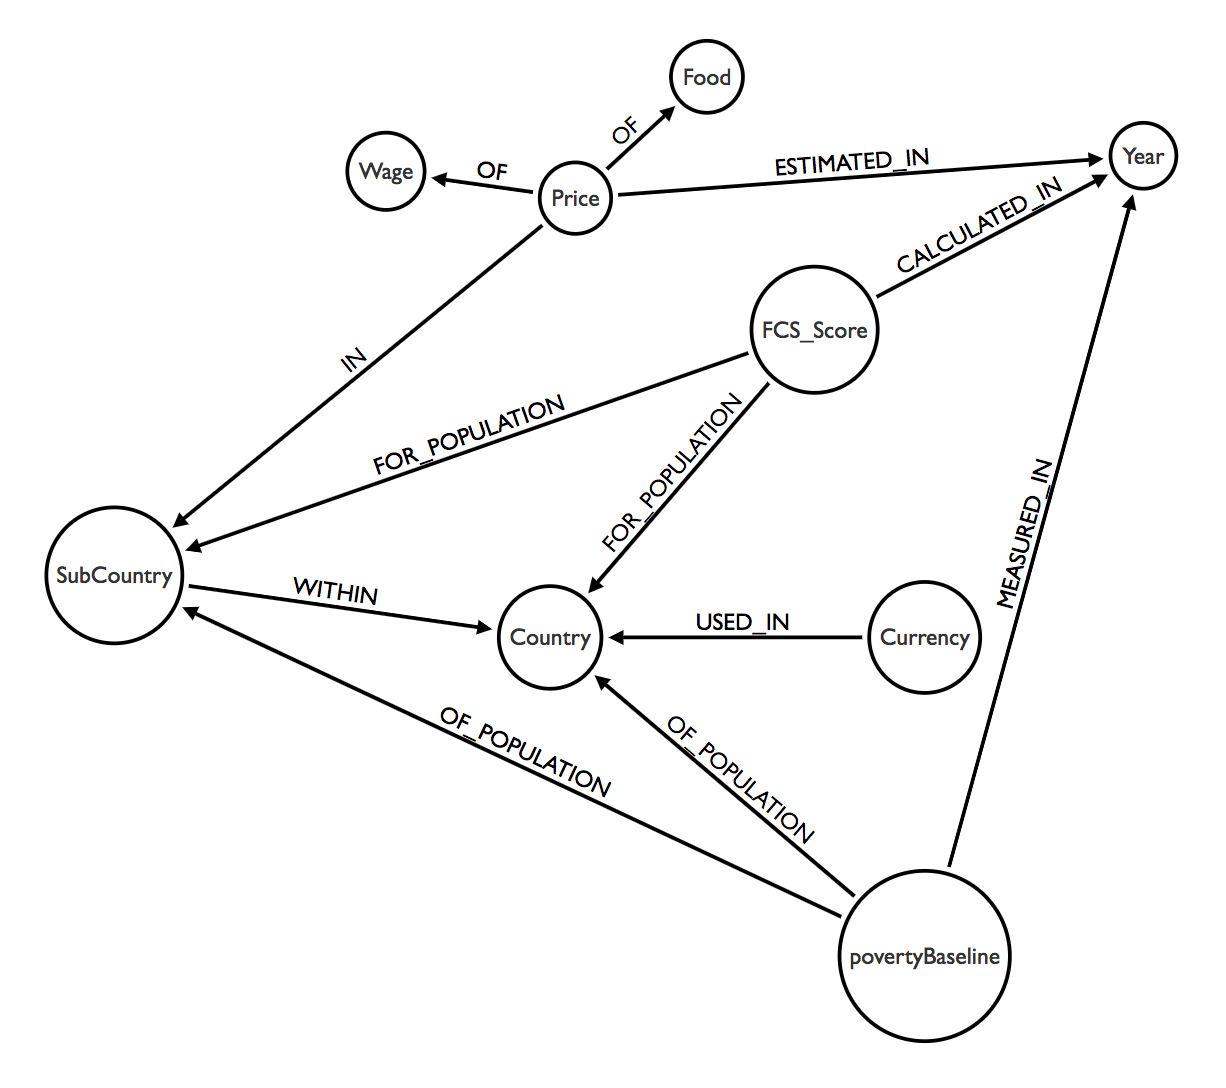 Food
OF
Wage
OF
Price
ESTIMATED_IN
Year
CALCULATED_IN
FCS_Score
IN
FOR_POPULATION
FOR_POPULATION
MEASURED_IN
SubCountry
WITHIN
Country
USED_IN
Currency
OF_POPULATION
OF_POPULATION
povertyBaseline